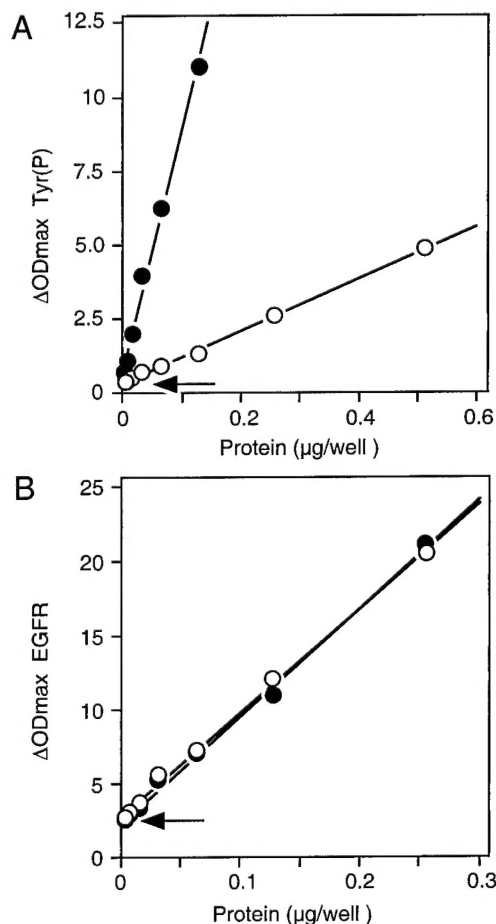 A
ΔODmax Tyr(P)
12.5
10
7.5
5.0
2.5
0
0 0.2 0.4 0.6
Protein (µg/well )
B
ΔODmax EGFR
25
20
15
10
5
0
0 0.1 0.2 0.3
Protein (µg/well )